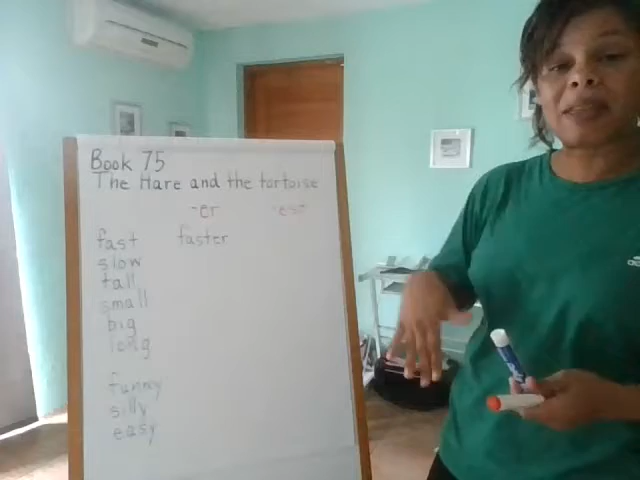 Book 75
The Hare and the tortoise
-er -est
fast faster
slow
tall
small
big
long
funny
silly
easy